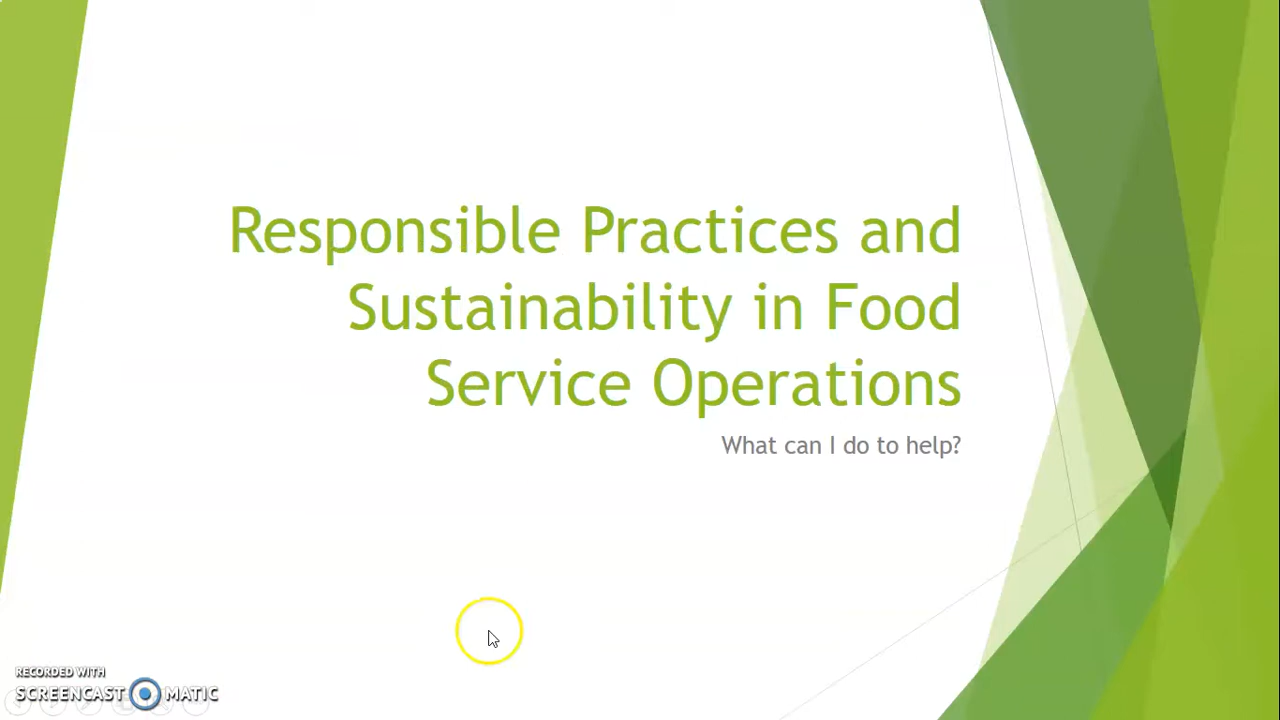 Responsible Practices and
Sustainability in Food
Service Operations
What can I do to help?
RECORDED WITH
SCREENCAST MATIC